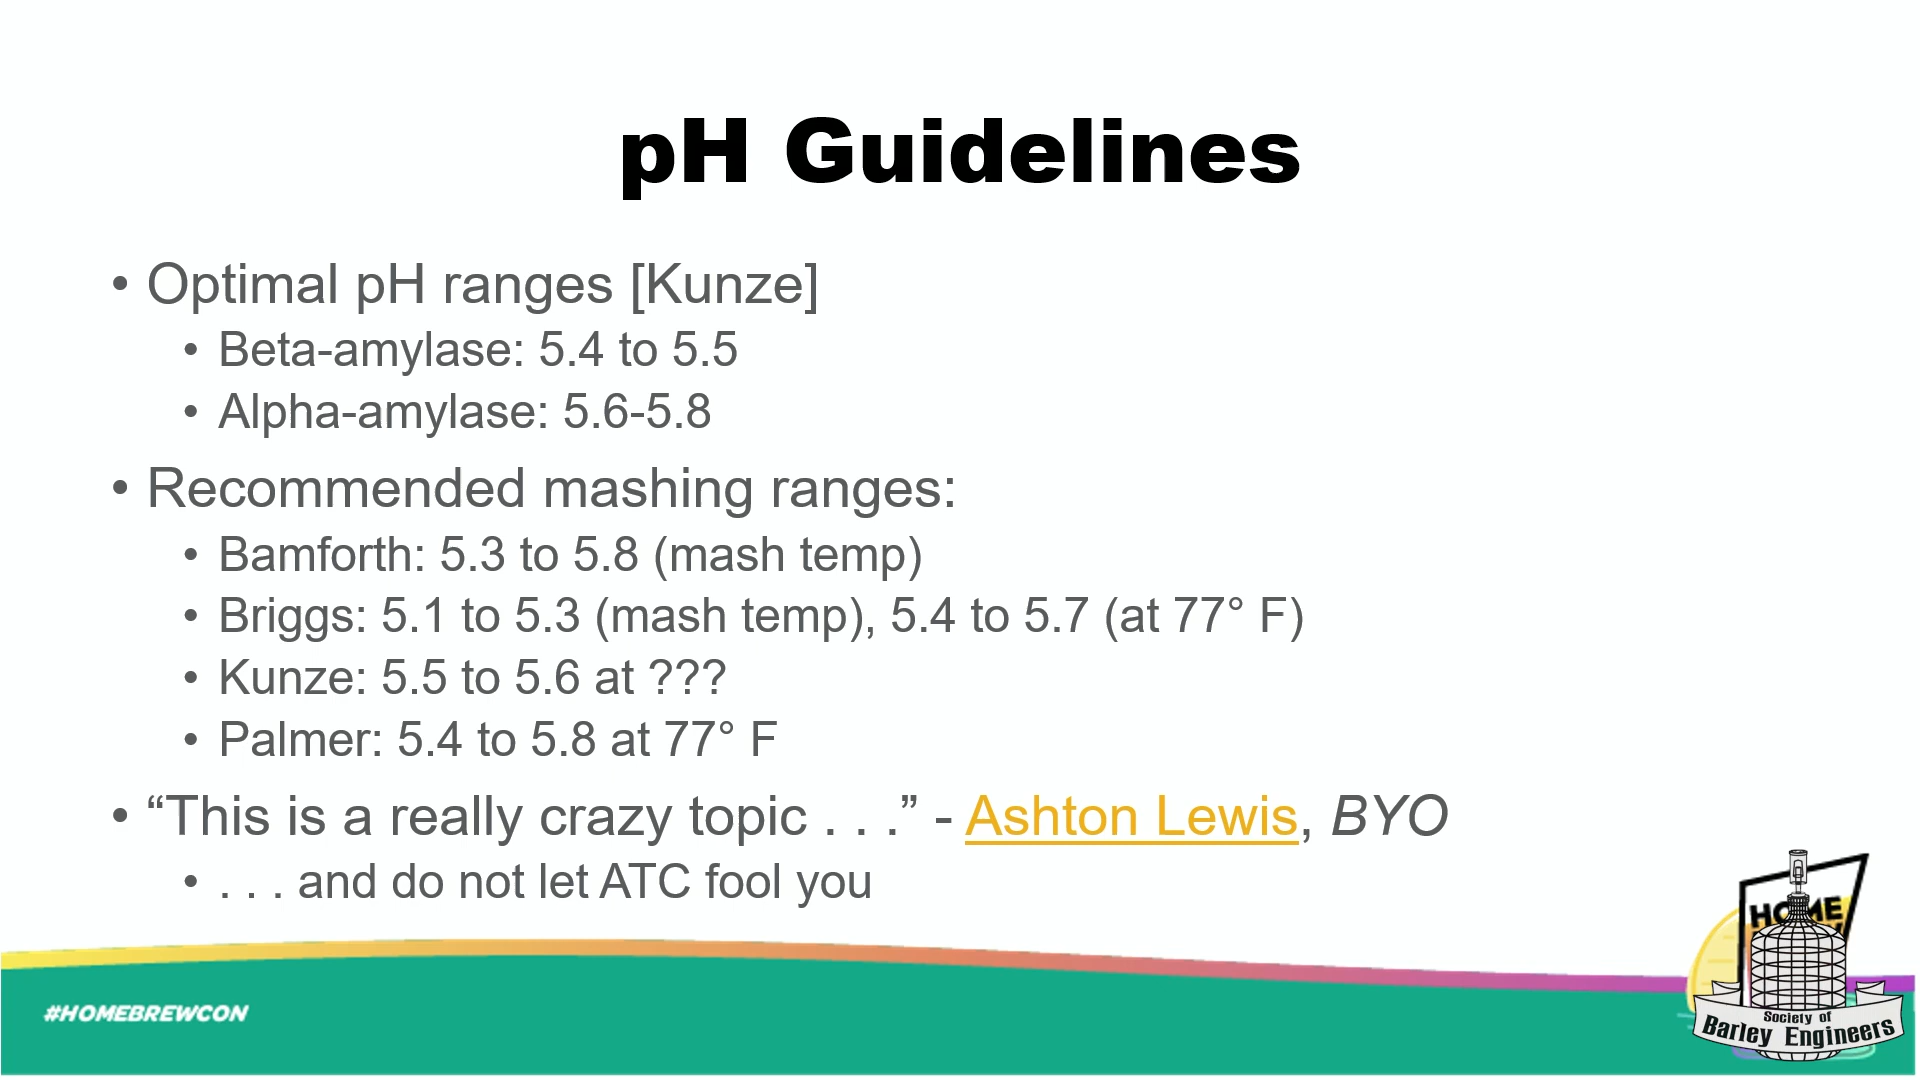 pH Guidelines
• Optimal pH ranges [Kunze]
• Beta-amylase: 5.4 to 5.5
• Alpha-amylase: 5.6-5.8
• Recommended mashing ranges:
• Bamforth: 5.3 to 5.8 (mash temp)
• Briggs: 5.1 to 5.3 (mash temp), 5.4 to 5.7 (at 77° F)
• Kunze: 5.5 to 5.6 at ???
• Palmer: 5.4 to 5.8 at 77° F
• “This is a really crazy topic . . .” - Ashton Lewis, BYO
• . . . and do not let ATC fool you
#HOMEBREWCON
HOME
Society of
Barley Engineers